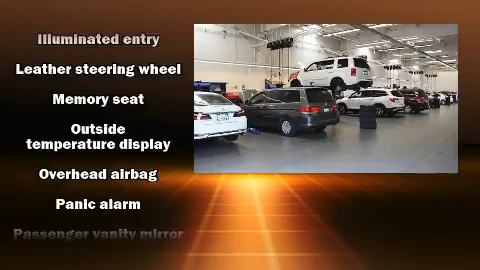 Illuminated entry
Leather steering wheel
Memory seat
Outside
temperature display
Overhead airbag
Panic alarm
Passenger vanity mirror